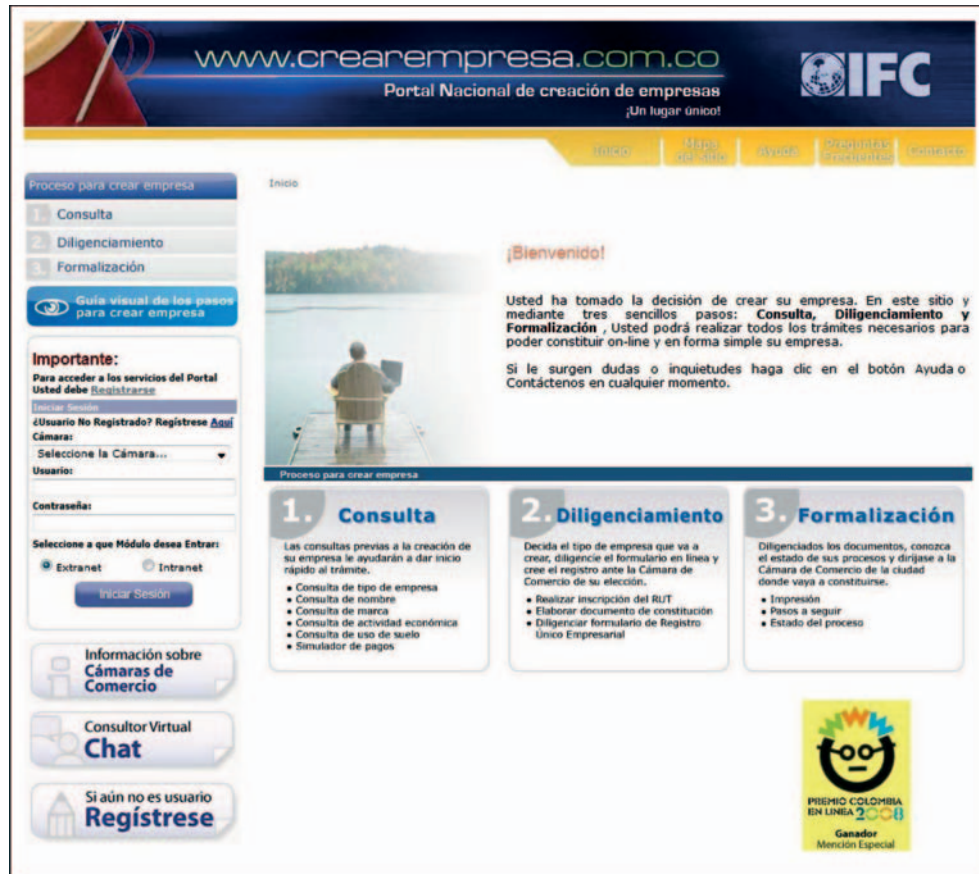 www.crearempresa.com.co
Portal Nacional de creación de empresas
¡Un lugar único!
IFC
Inicio
Mapa
del sitio
Ayuda
Preguntas
Frecuentes
Contacto
Proceso para crear empresa
1. Consulta
2. Diligenciamiento
3. Formalización
Guía visual de los pasos
para crear empresa
Importante:
Para acceder a los servicios del Portal
Usted debe Registrarse
Iniciar Sesión
¿Usuario No Registrado? Regístrese Aquí
Cámara:
Seleccione la Cámara...
Usuario:
Contraseña:
Seleccione a que Módulo desea Entrar:
Extranet Intranet
Iniciar Sesión
Información sobre
Cámaras de
Comercio
Consultor Virtual
Chat
Si aún no es usuario
Regístrese
Inicio
¡Bienvenido!
Usted ha tomado la decisión de crear su empresa. En este sitio y
mediante tres sencillos pasos: Consulta, Diligenciamiento y
Formalización , Usted podrá realizar todos los trámites necesarios para
poder constituir on-line y en forma simple su empresa.
Si le surgen dudas o inquietudes haga clic en el botón Ayuda o
Contáctenos en cualquier momento.
Proceso para crear empresa
1. Consulta
Las consultas previas a la creación de
su empresa le ayudarán a dar inicio
rápido al trámite.
• Consulta de tipo de empresa
• Consulta de nombre
• Consulta de marca
• Consulta de actividad económica
• Consulta de uso de suelo
• Simulador de pagos
2. Diligenciamiento
Decida el tipo de empresa que va a
crear, diligencie el formulario en línea y
cree el registro ante la Cámara de
Comercio de su elección.
• Realizar inscripción del RUT
• Elaborar documento de constitución
• Diligenciar formulario de Registro
Único Empresarial
3. Formalización
Diligenciados los documentos, conozca
el estado de sus procesos y diríjase a la
Cámara de Comercio de la ciudad
donde vaya a constituirse.
• Impresión
• Pasos a seguir
• Estado del proceso
WWW
PREMIO COLOMBIA
EN LINEA 2008
Ganador
Mención Especial